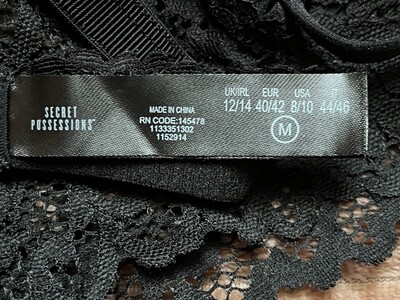 SECRET
POSSESSIONS
MADE IN CHINA
RN CODE:145478
1133351302
1152914
UK/IRL EUR USA IT
12/14 40/42 8/10 44/46
M